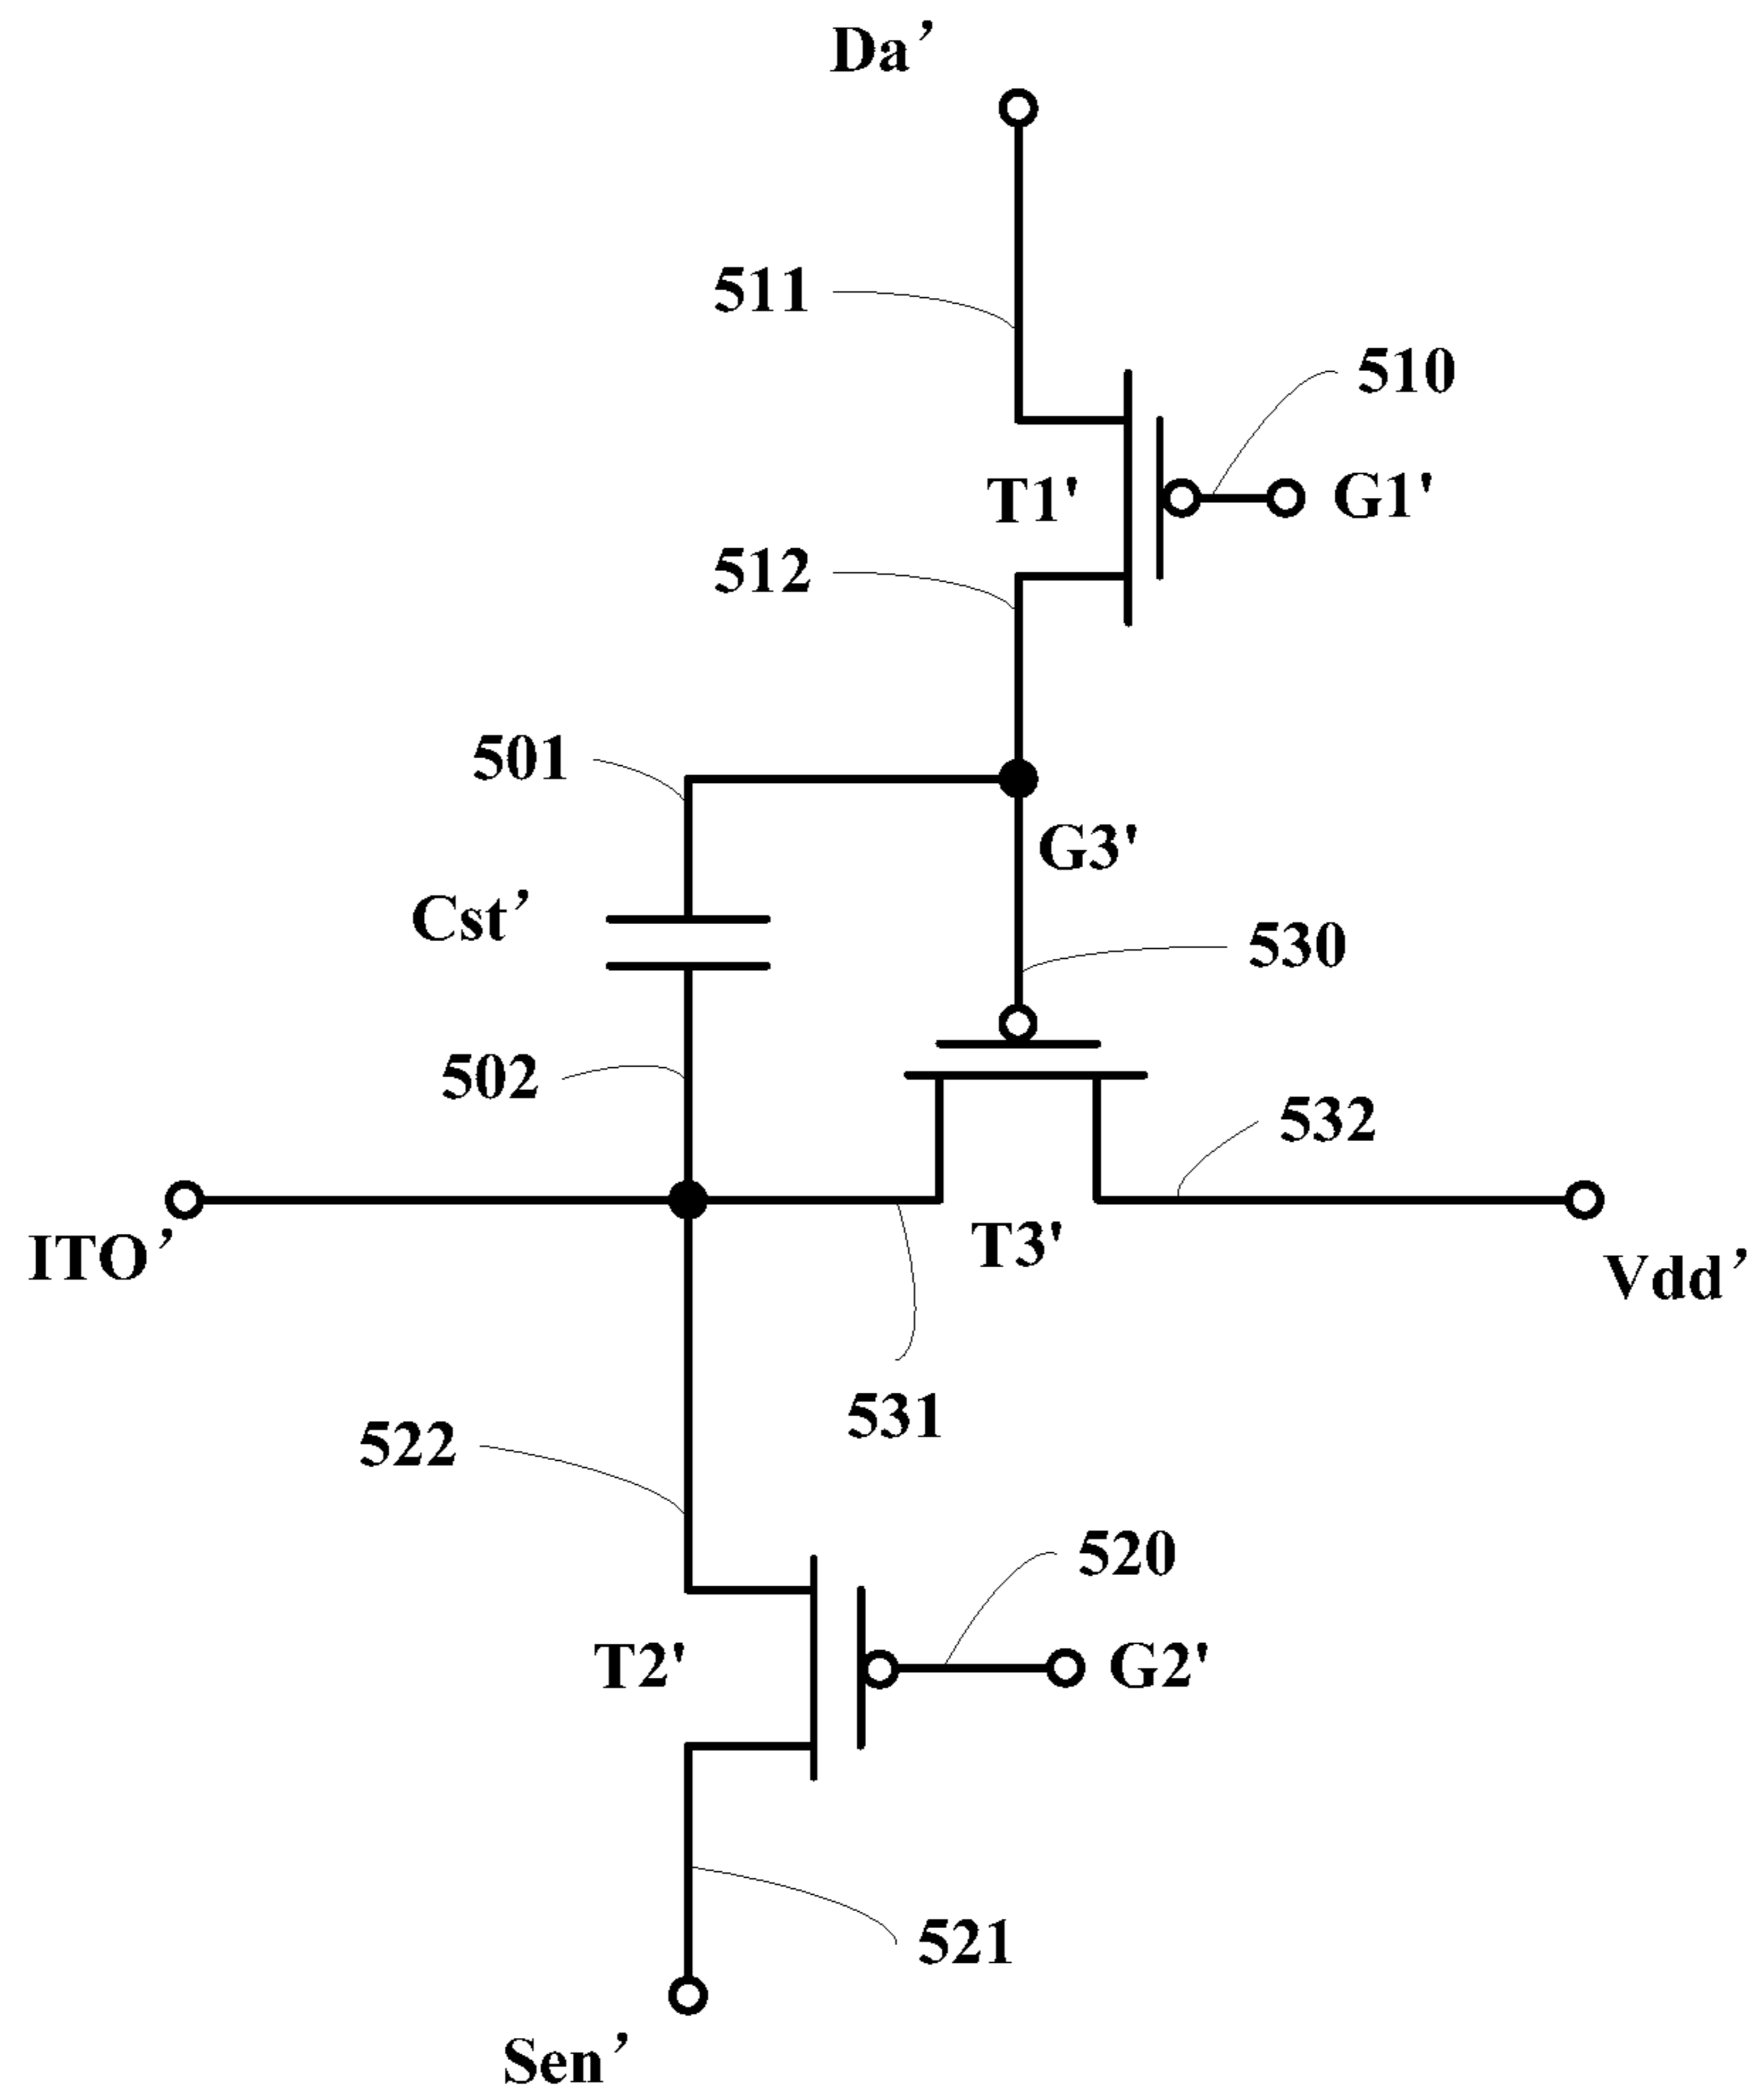 Da’
511
510
T1'
G1'
512
501
G3'
Cst’
530
502
532
ITO’
T3'
Vdd’
531
522
520
T2'
G2'
521
Sen’